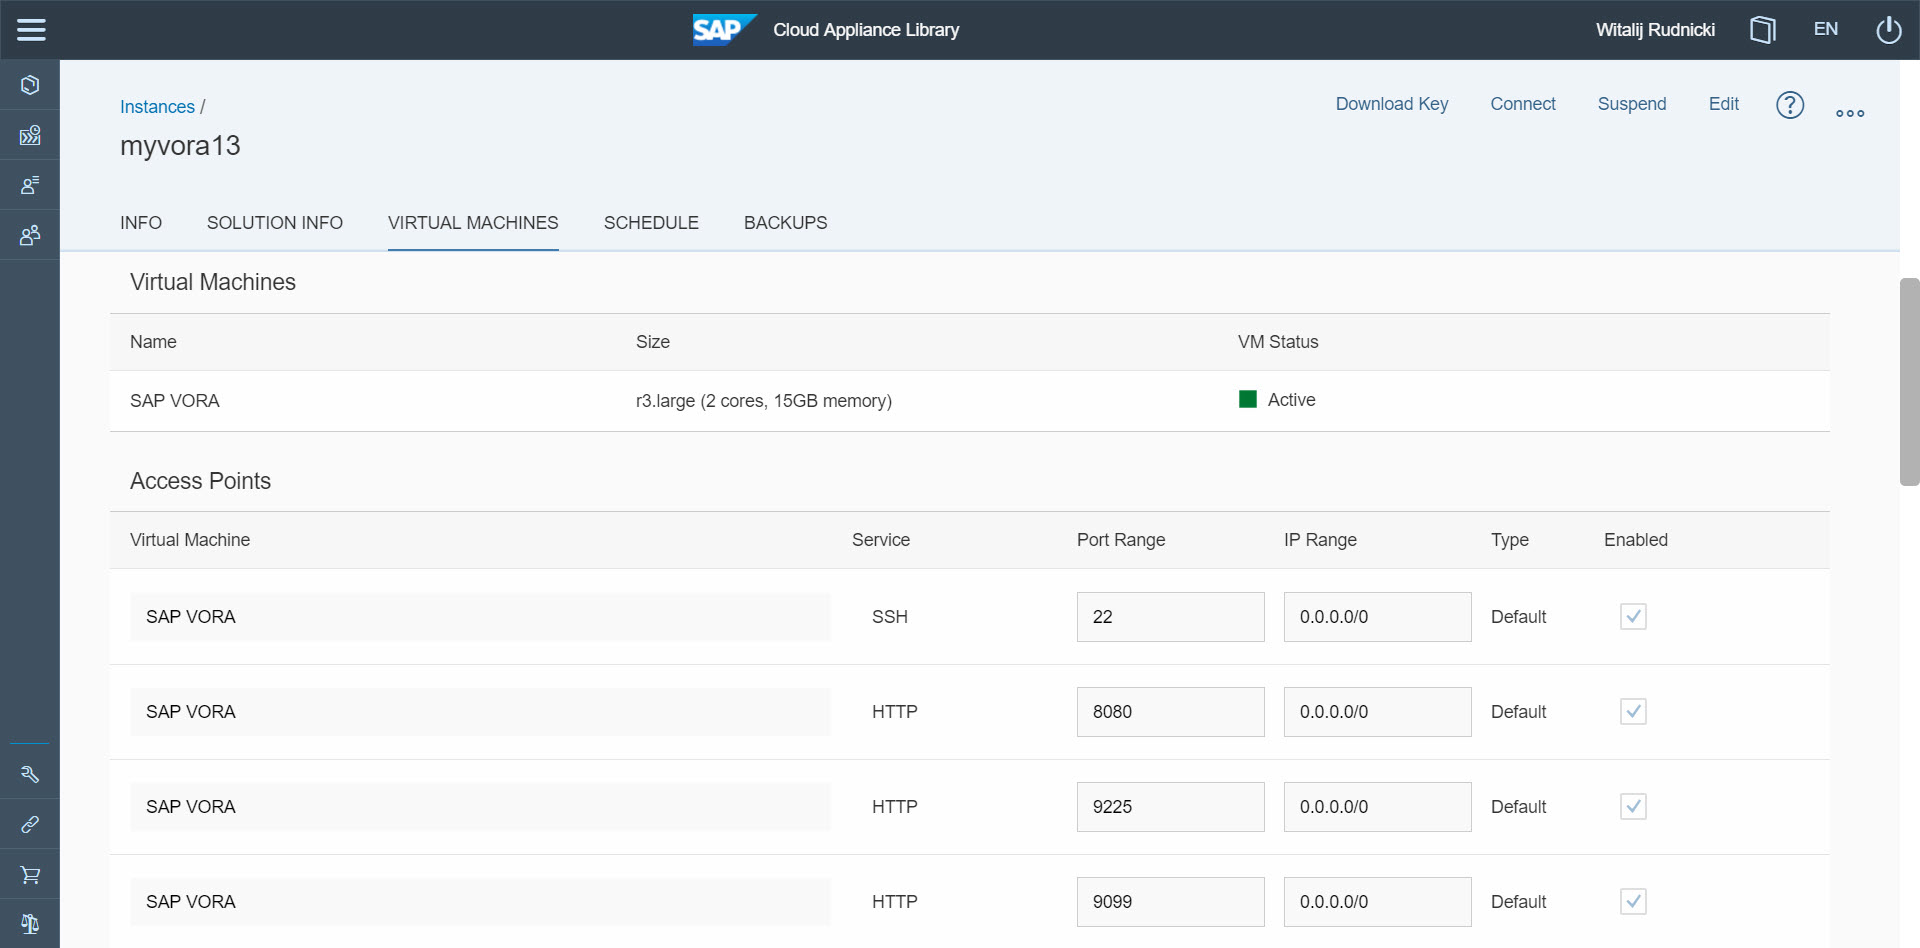 SAP Cloud Appliance Library Witalij Rudnicki EN
Instances / Download Key Connect Suspend Edit ?
myvora13
INFO SOLUTION INFO VIRTUAL MACHINES SCHEDULE BACKUPS
Virtual Machines
Name Size VM Status
SAP VORA r3.large (2 cores, 15GB memory) Active
Access Points
Virtual Machine Service Port Range IP Range Type Enabled
SAP VORA SSH 22 0.0.0.0/0 Default
SAP VORA HTTP 8080 0.0.0.0/0 Default
SAP VORA HTTP 9225 0.0.0.0/0 Default
SAP VORA HTTP 9099 0.0.0.0/0 Default